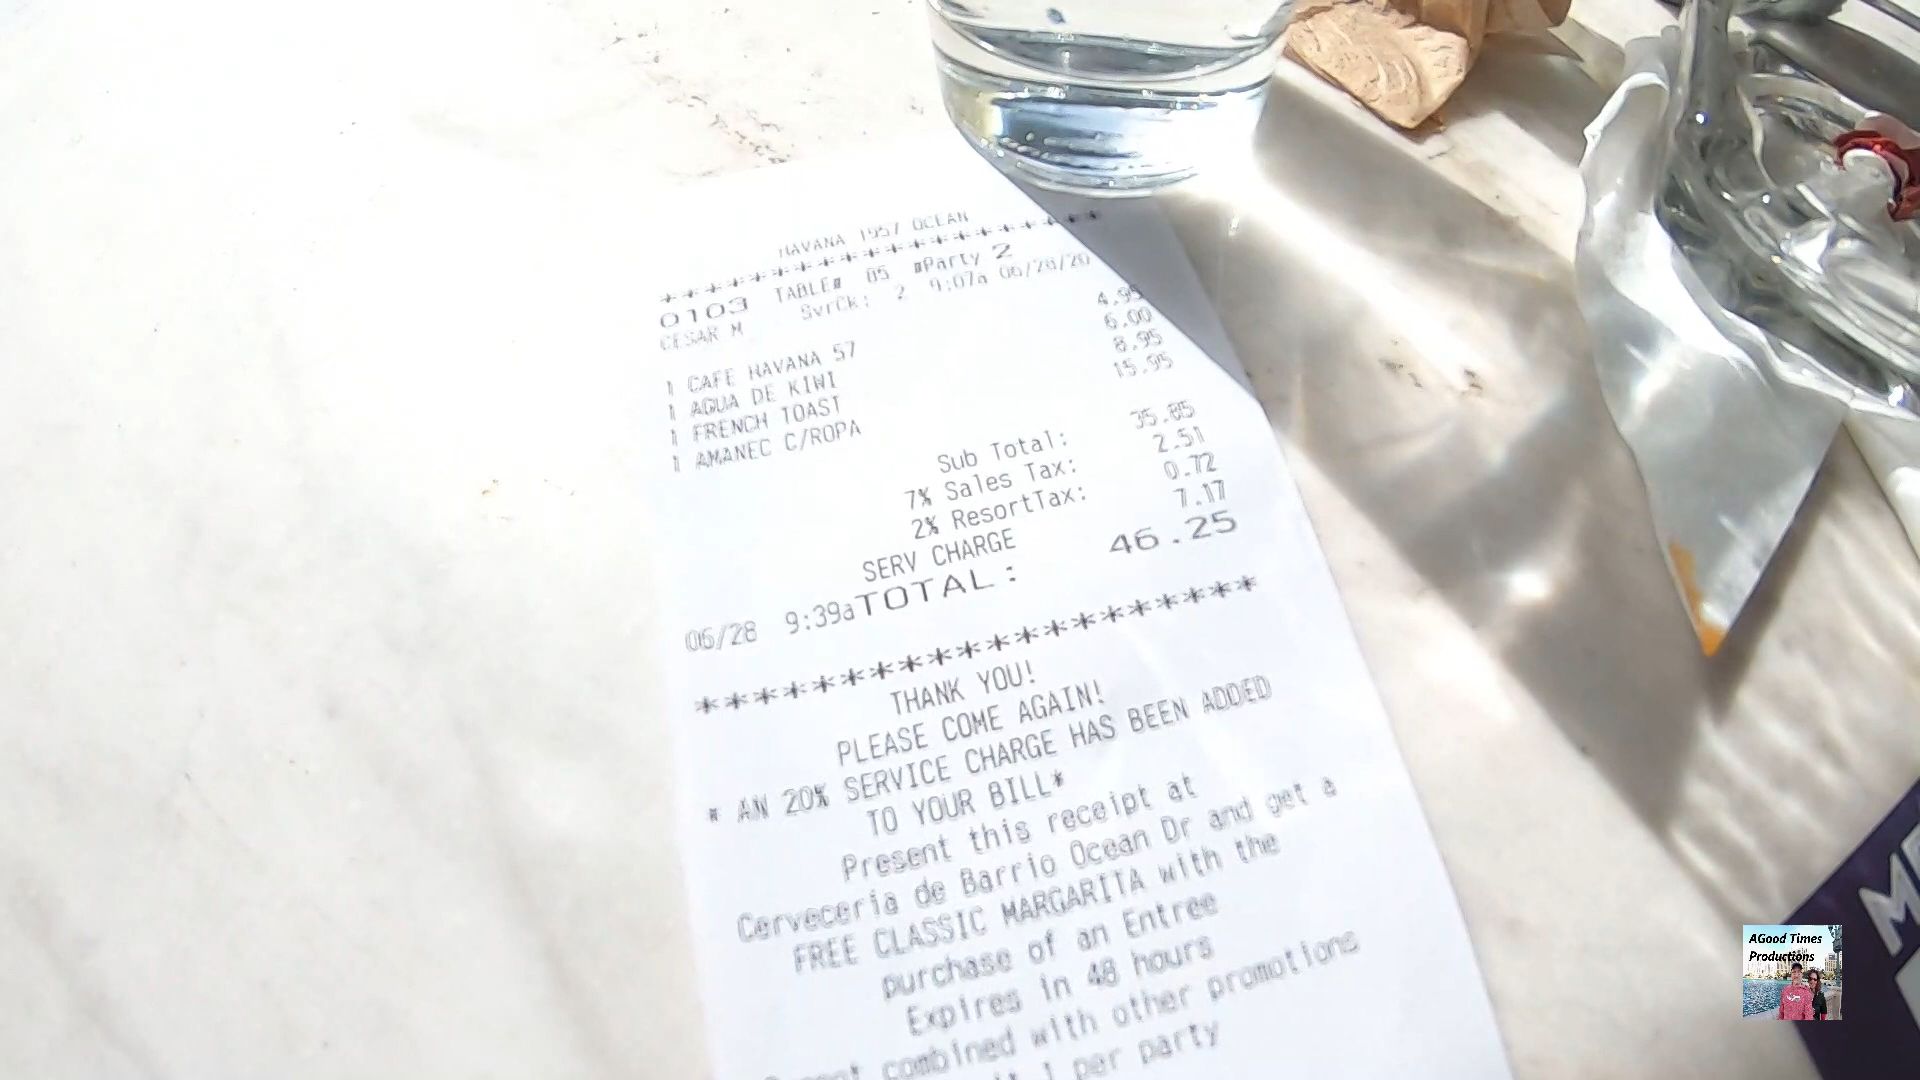 HAVANA 1957 OCEAN
*********************
0103 TABLE# 05 #Party 2
CESAR M SvrCk: 2 9:07a 06/28/20
1 CAFE HAVANA 57 4.95
1 AGUA DE KIWI 6.00
1 FRENCH TOAST 8.95
1 AMANEC C/ROPA 15.95
Sub Total: 35.85
7% Sales Tax: 2.51
2% ResortTax: 0.72
SERV CHARGE 7.17
06/28 9:39a TOTAL: 46.25
********************
THANK YOU!
PLEASE COME AGAIN!
* AN 20% SERVICE CHARGE HAS BEEN ADDED
TO YOUR BILL*
Present this receipt at
Cerveceria de Barrio Ocean Dr and get a
FREE CLASSIC MARGARITA with the
purchase of an Entree
Expires in 48 hours
combined with other promotions
1 per party
AGood Times
Productions